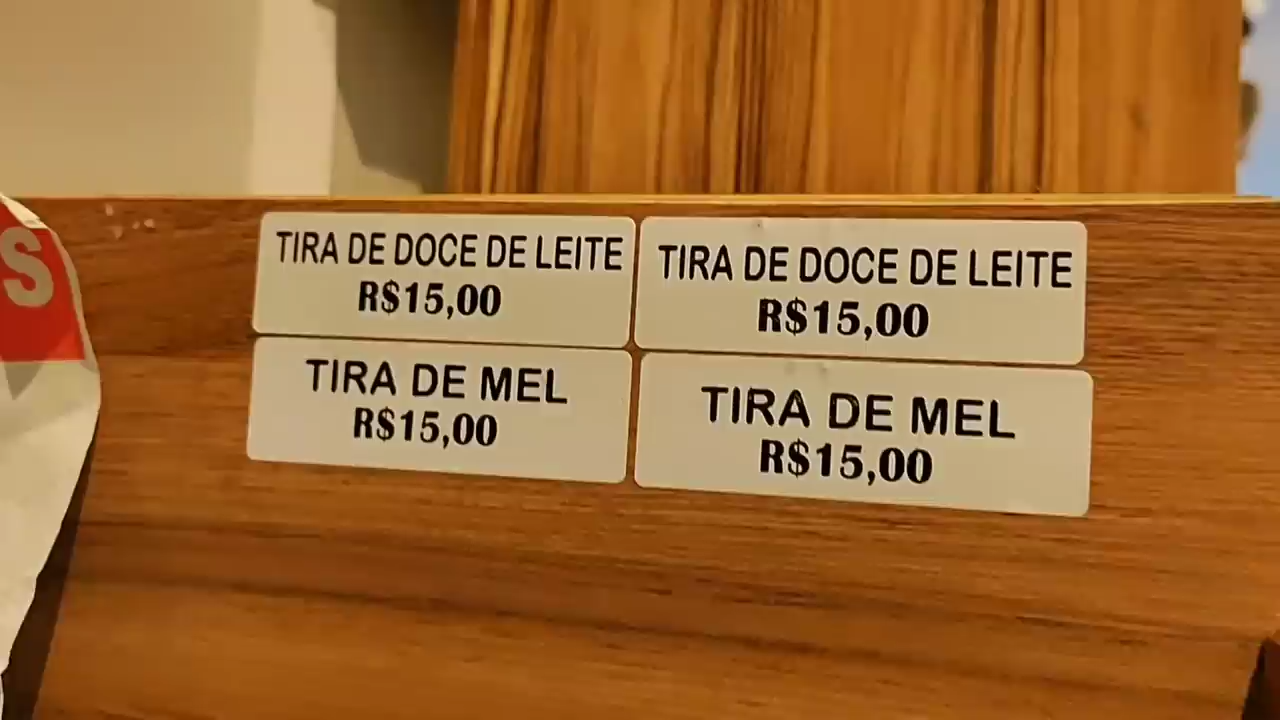 S
TIRA DE DOCE DE LEITE
R$15,00
TIRA DE DOCE DE LEITE
R$15,00
TIRA DE MEL
R$15,00
TIRA DE MEL
R$15,00